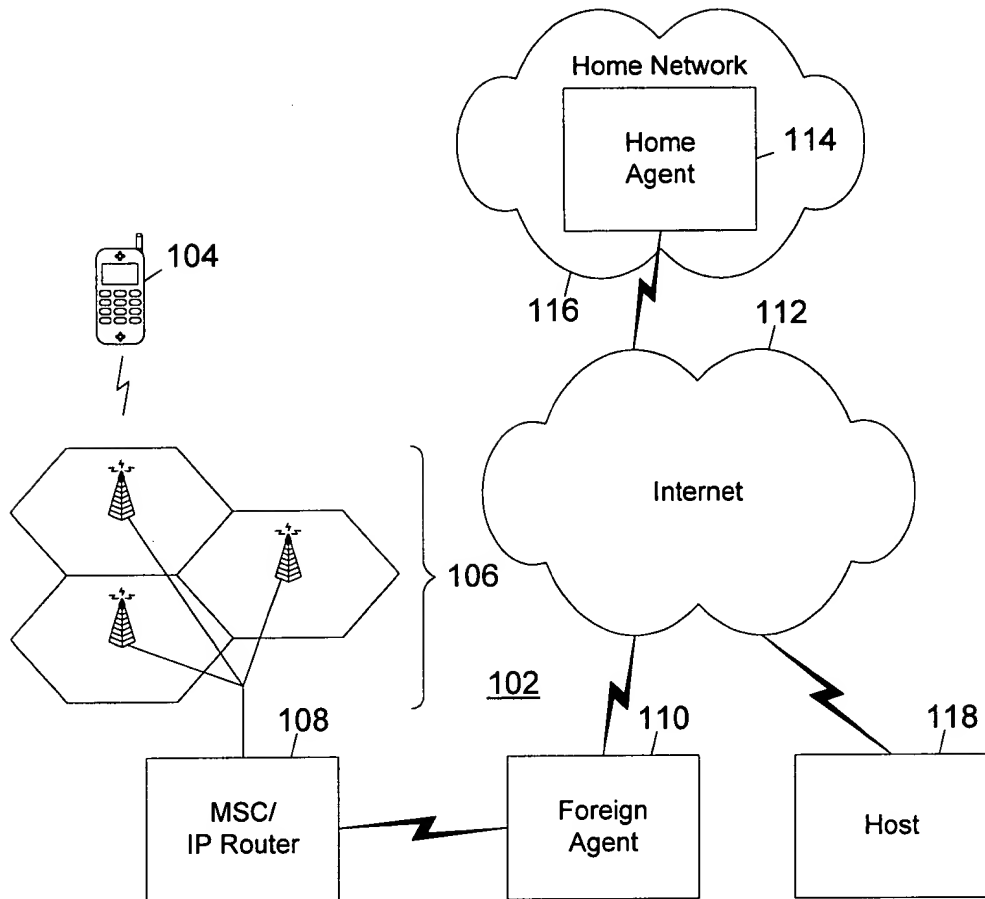 Home Network
Home
Agent
114
104
116
112
Internet
106
102
108
110
118
MSC/
IP Router
Foreign
Agent
Host